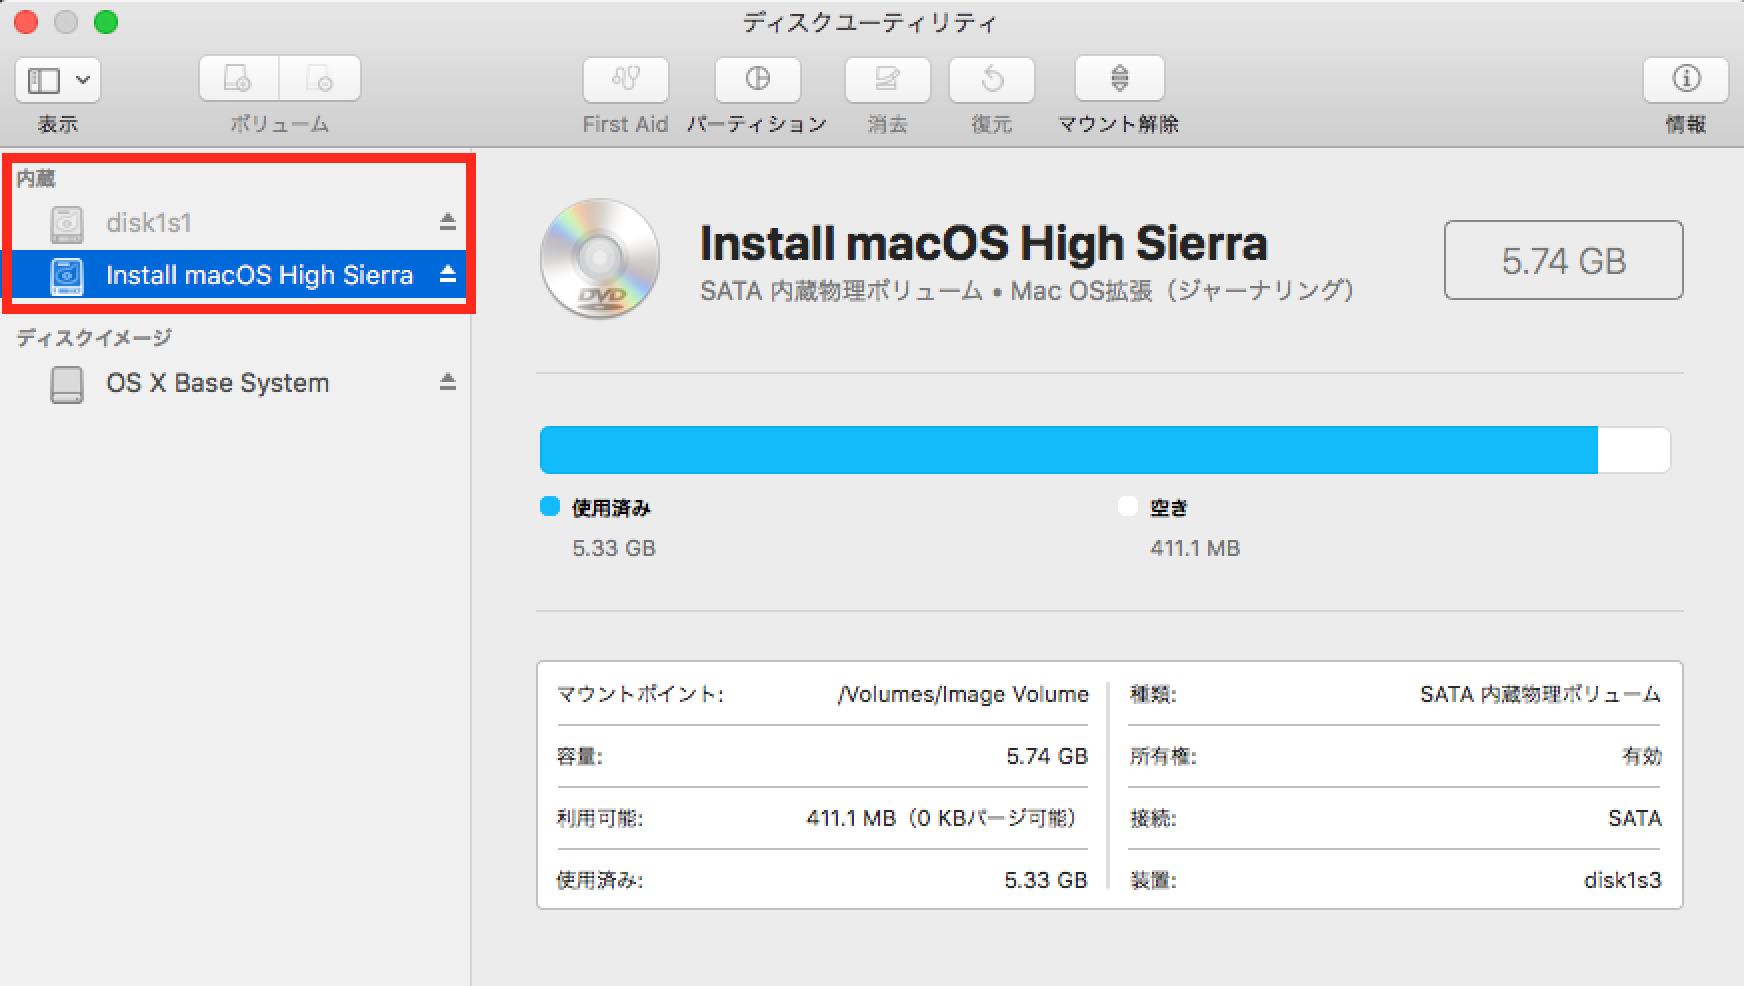 ディスクユーティリティ
表示
ボリューム
First Aid
パーティション
消去
復元
マウント解除
情報
内蔵
disk1s1
Install macOS High Sierra
ディスクイメージ
OS X Base System
DVD
Install macOS High Sierra
SATA 内蔵物理ボリューム • Mac OS拡張（ジャーナリング）
5.74 GB
使用済み
5.33 GB
空き
411.1 MB
マウントポイント: /Volumes/Image Volume
容量: 5.74 GB
利用可能: 411.1 MB（0 KBパージ可能）
使用済み: 5.33 GB
種類: SATA 内蔵物理ボリューム
所有権: 有効
接続: SATA
装置: disk1s3